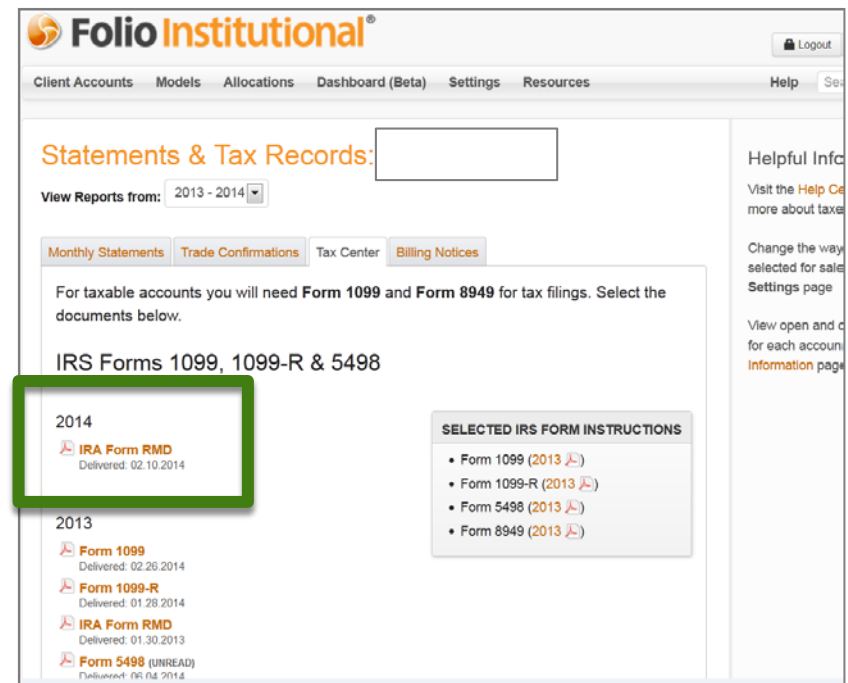 Folio Institutional®
Logout
Client Accounts Models Allocations Dashboard (Beta) Settings Resources Help
Statements & Tax Records:
View Reports from: 2013 - 2014
Monthly Statements Trade Confirmations Tax Center Billing Notices
For taxable accounts you will need Form 1099 and Form 8949 for tax filings. Select the
documents below.
IRS Forms 1099, 1099-R & 5498
2014
IRA Form RMD
Delivered: 02.10.2014
2013
Form 1099
Delivered: 02.26.2014
Form 1099-R
Delivered: 01.28.2014
IRA Form RMD
Delivered: 01.30.2013
Form 5498 (UNREAD)
Delivered: 06.04.2014
SELECTED IRS FORM INSTRUCTIONS
• Form 1099 (2013)
• Form 1099-R (2013)
• Form 5498 (2013)
• Form 8949 (2013)
Helpful
Visit the Help
more about
Change the way
selected for
Settings page
View open and
for each
Information